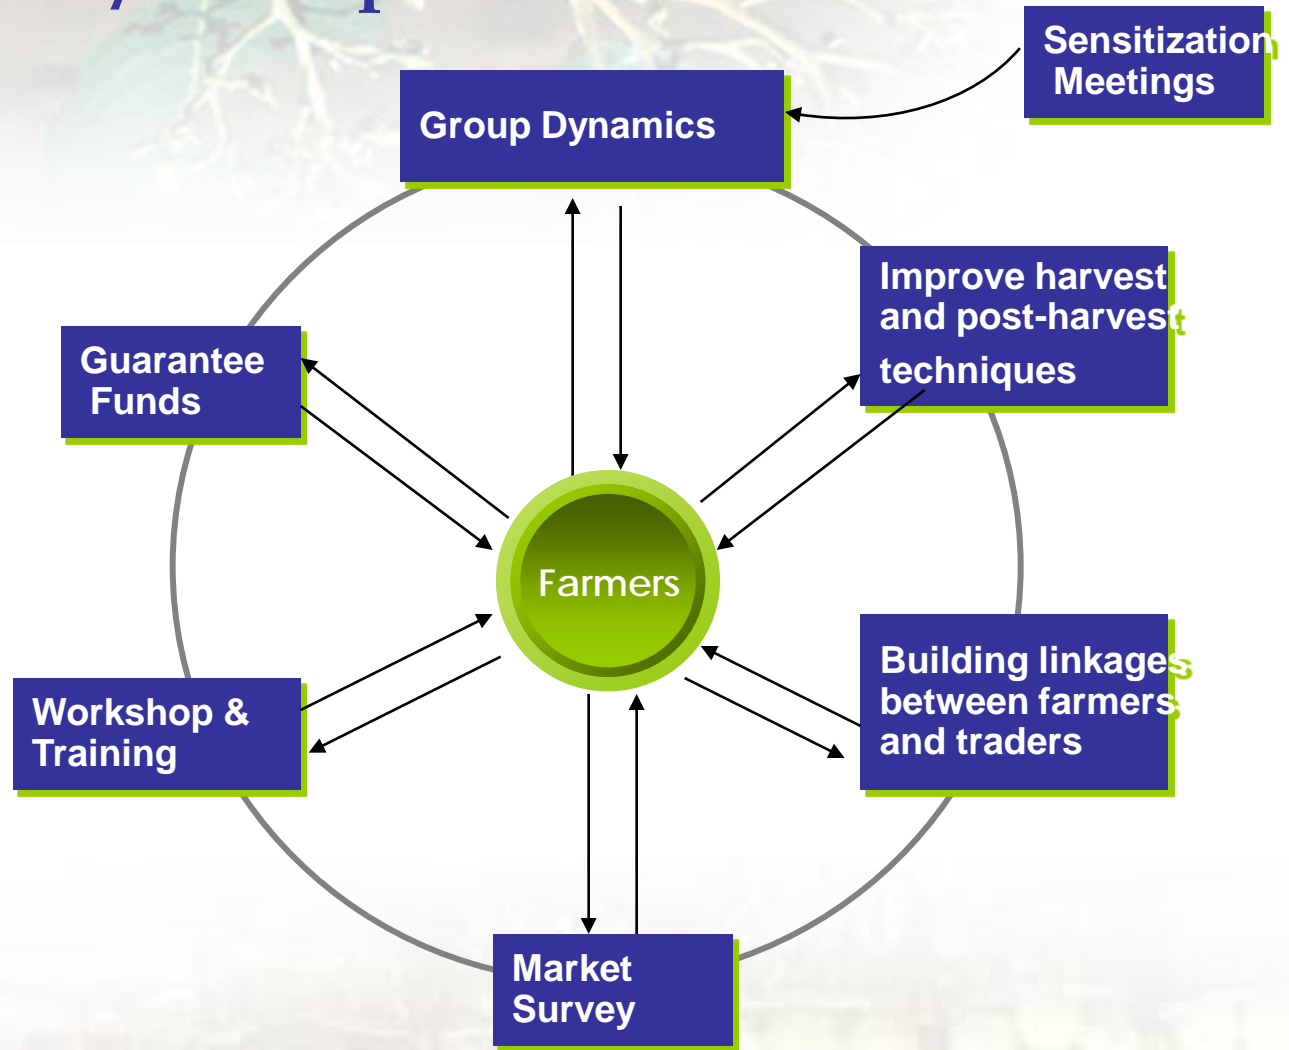 Sensitization
Meetings
Group Dynamics
Improve harvest
and post-harvest
techniques
Guarantee
Funds
Farmers
Building linkages
between farmers
and traders
Workshop &
Training
Market
Survey